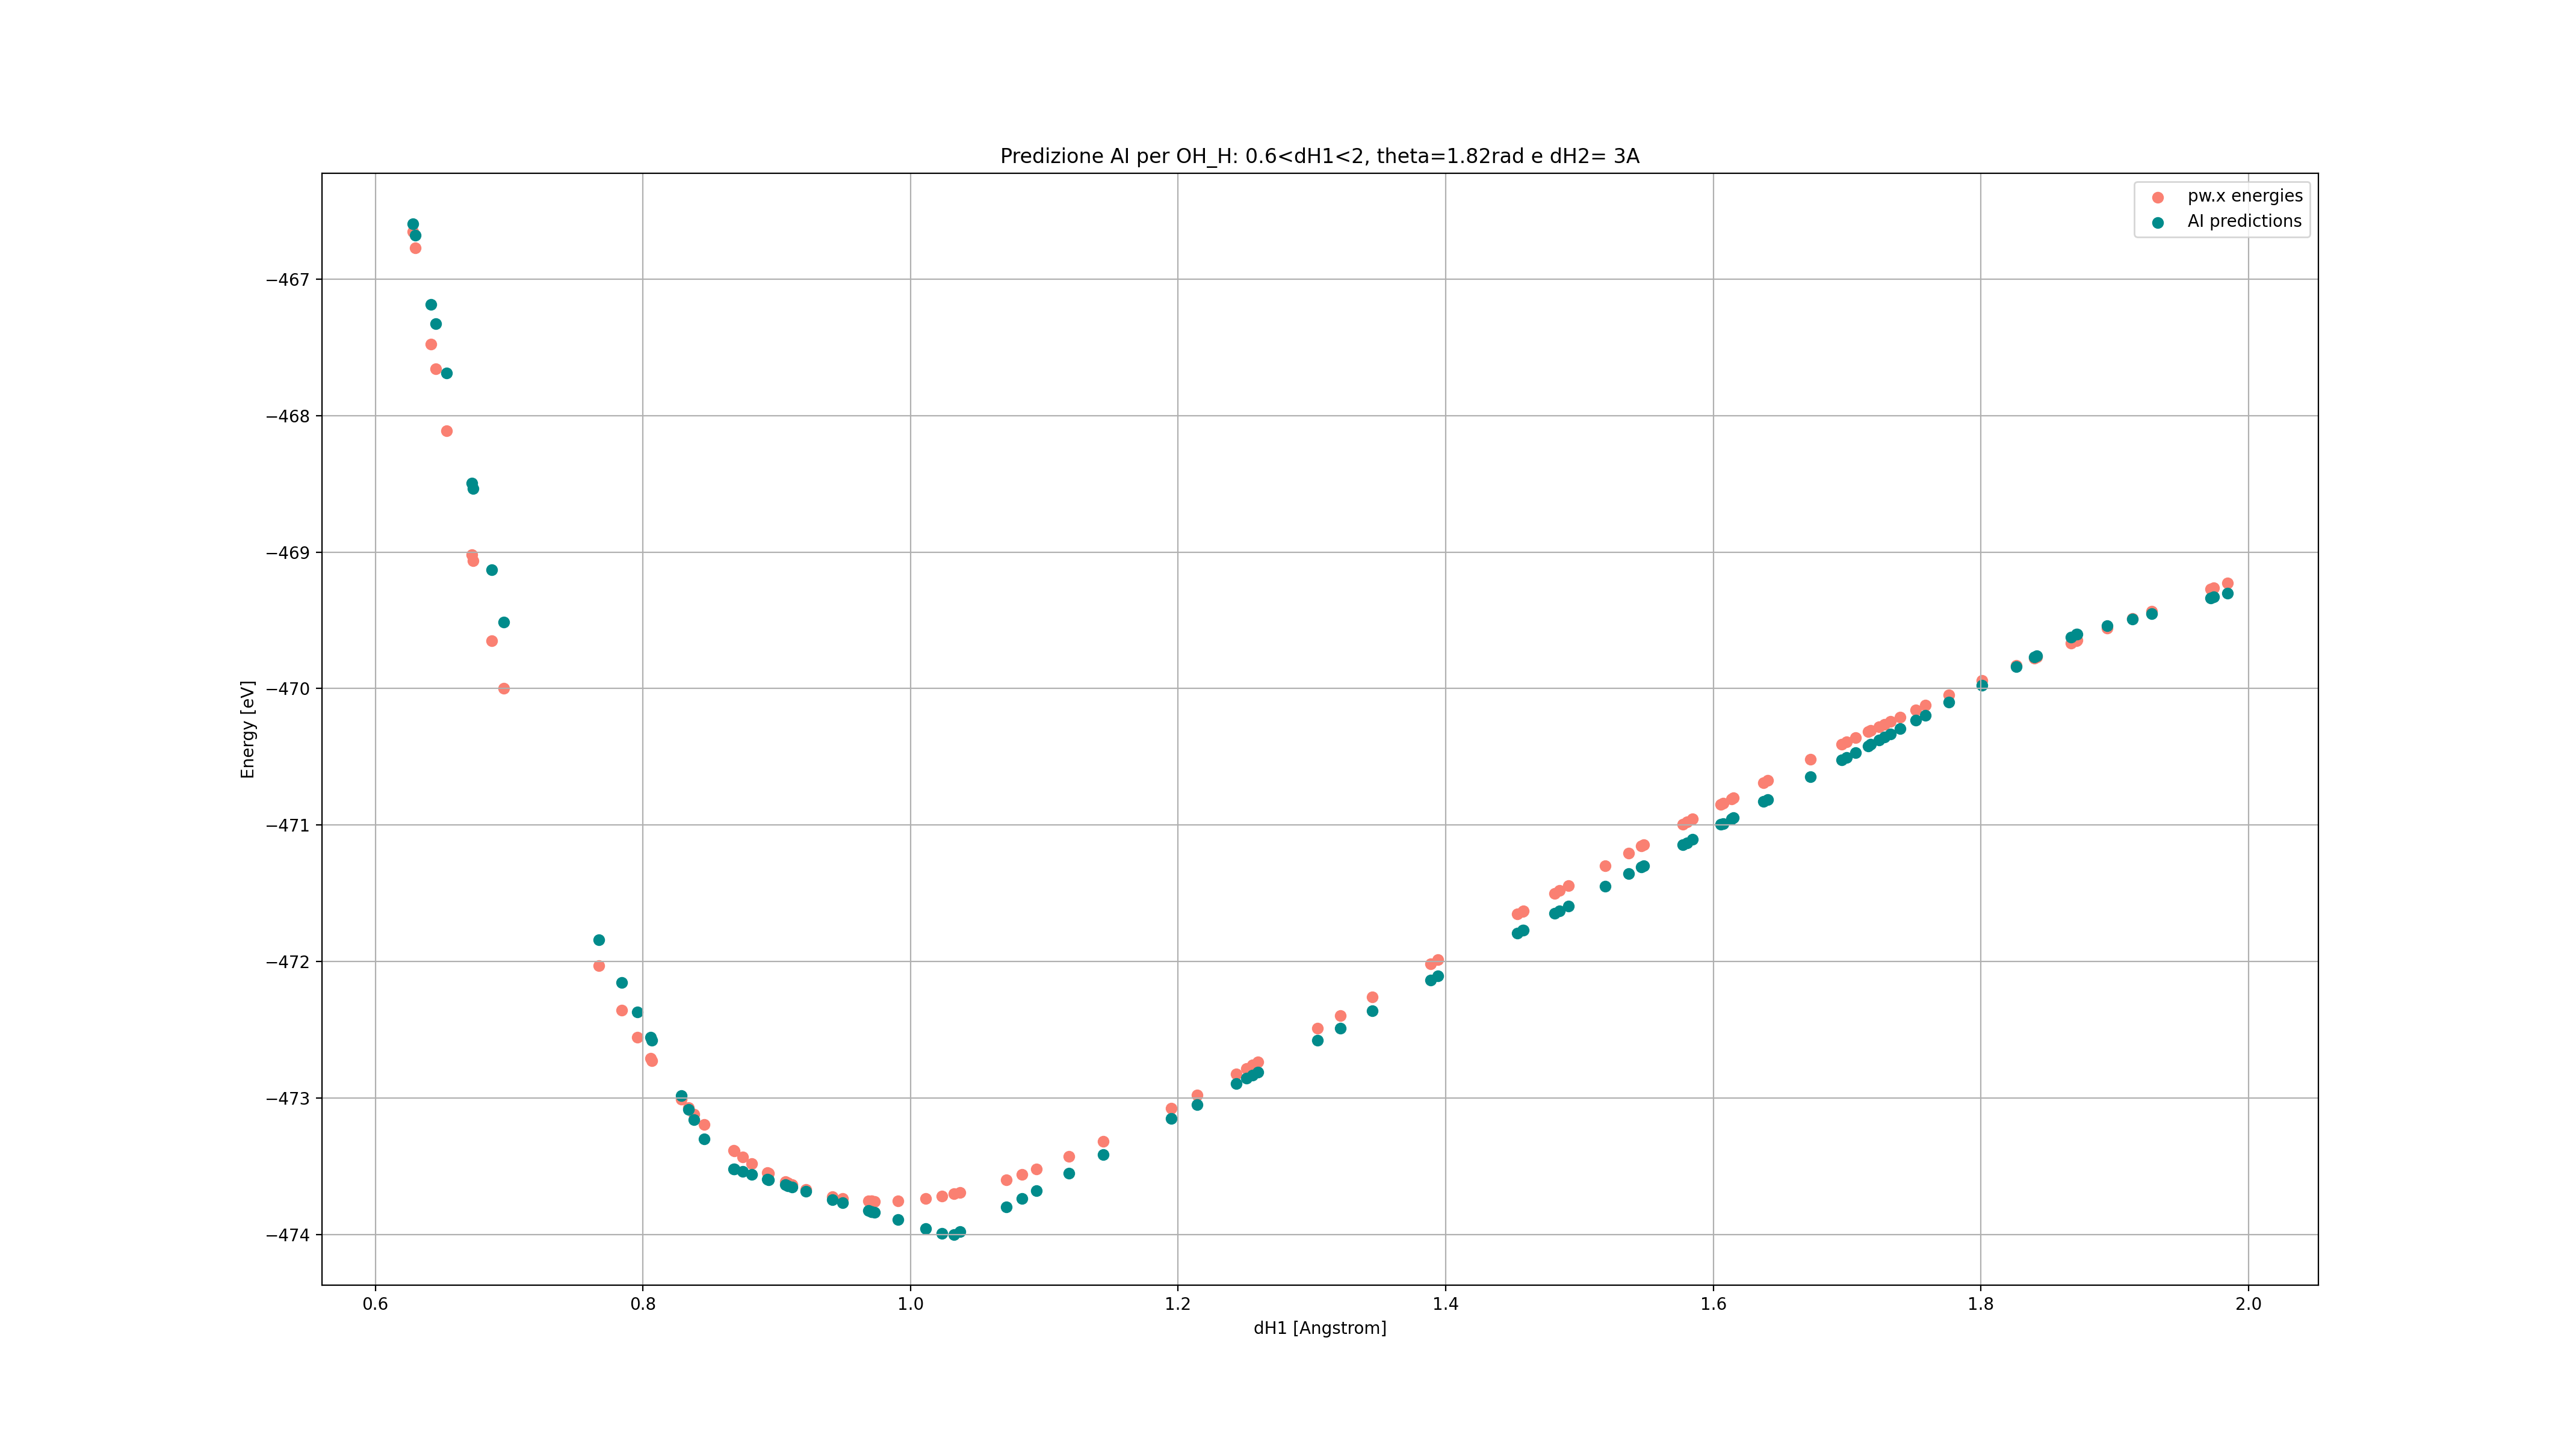 Predizione AI per OH_H: 0.6<dH1<2, theta=1.82rad e dH2= 3A
pw.x energies
AI predictions
Energy [eV]
−467
−468
−469
−470
−471
−472
−473
−474
0.6 0.8 1.0 1.2 1.4 1.6 1.8 2.0
dH1 [Angstrom]